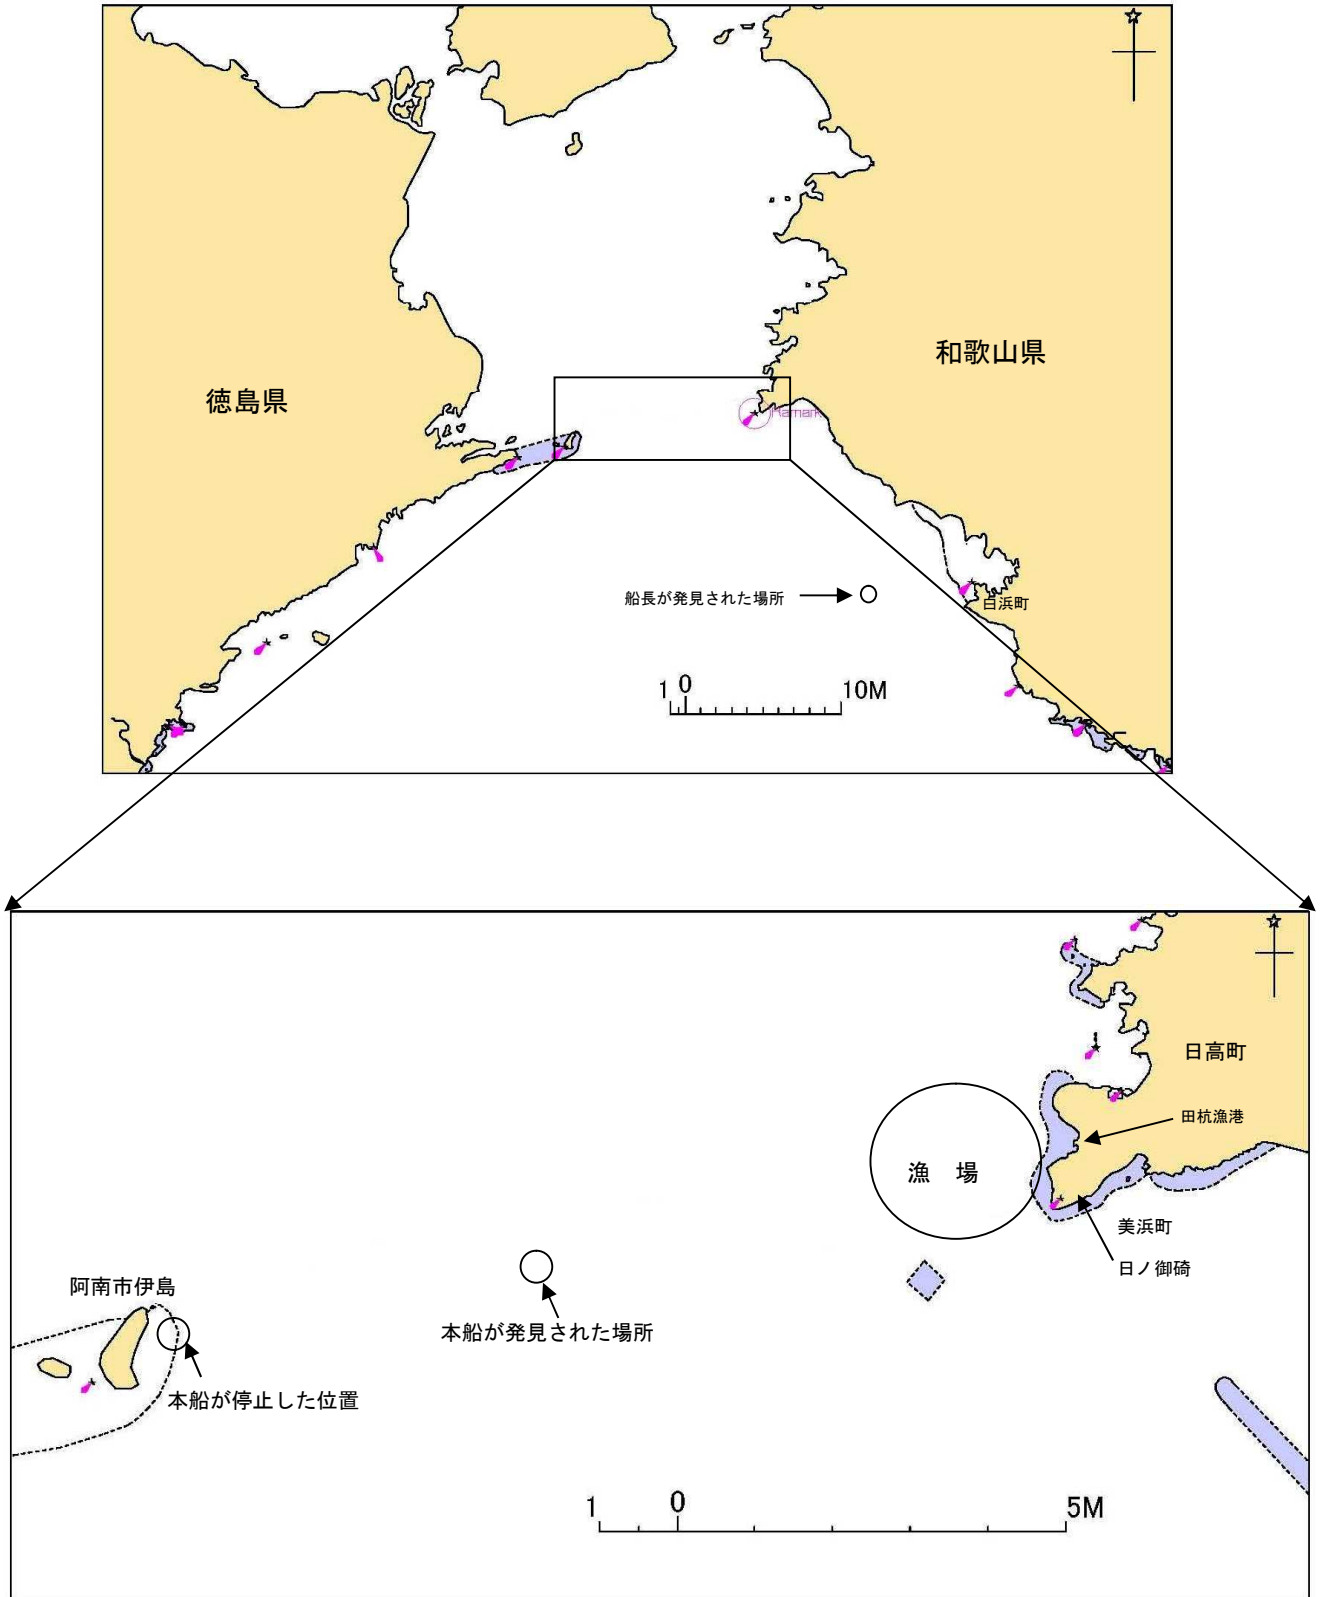 和歌山県
徳島県
Ramark
船長が発見された場所
白浜町
1 0 10M
日高町
田杭漁港
漁 場
美浜町
日ノ御碕
阿南市伊島
本船が発見された場所
本船が停止した位置
1 0 5M